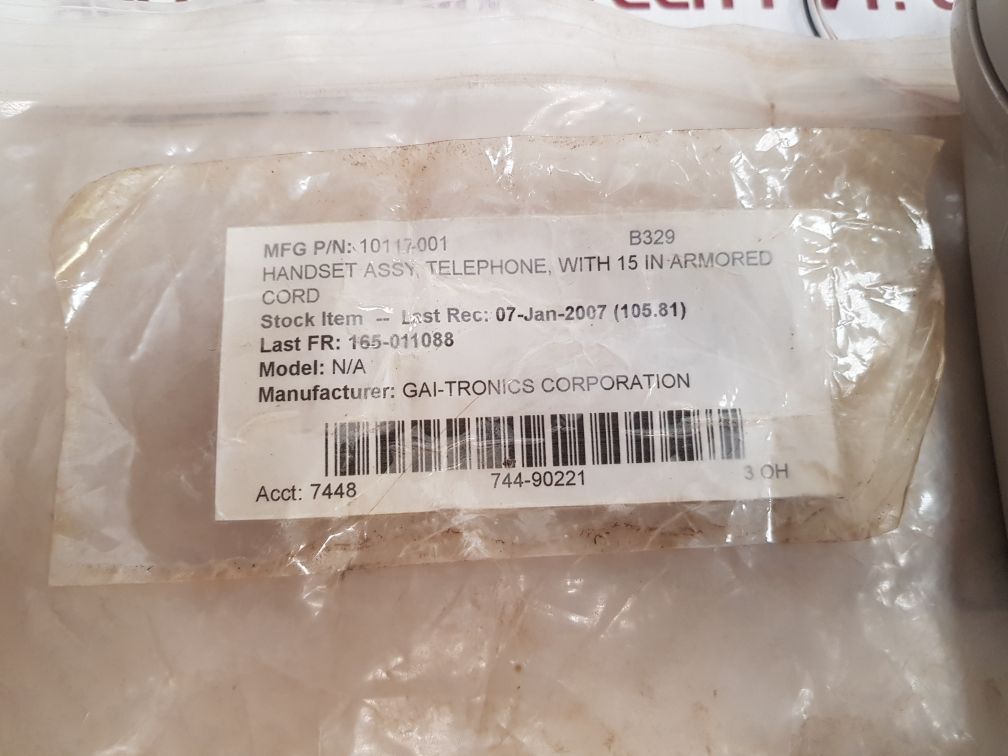 MFG P/N: 10117-001 B329
HANDSET ASSY, TELEPHONE, WITH 15 IN ARMORED
CORD
Stock Item -- Last Rec: 07-Jan-2007 (105.81)
Last FR: 165-011088
Model: N/A
Manufacturer: GAI-TRONICS CORPORATION
Acct: 7448 744-90221 3 OH